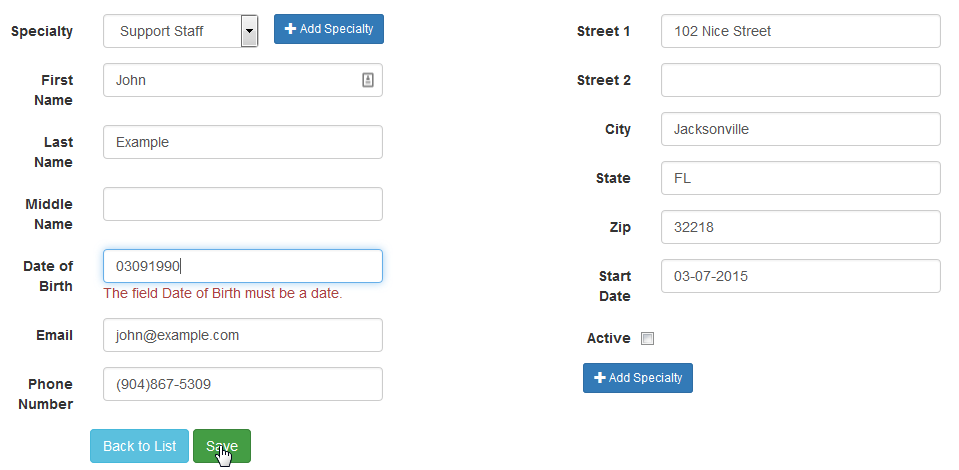 Specialty
Support Staff
Add Specialty
First
Name
John
Last
Name
Example
Middle
Name
Date of
Birth
03091990
The field Date of Birth must be a date.
Email
john@example.com
Phone
Number
(904)867-5309
Back to List
Save
Street 1
102 Nice Street
Street 2
City
Jacksonville
State
FL
Zip
32218
Start
Date
03-07-2015
Active
Add Specialty